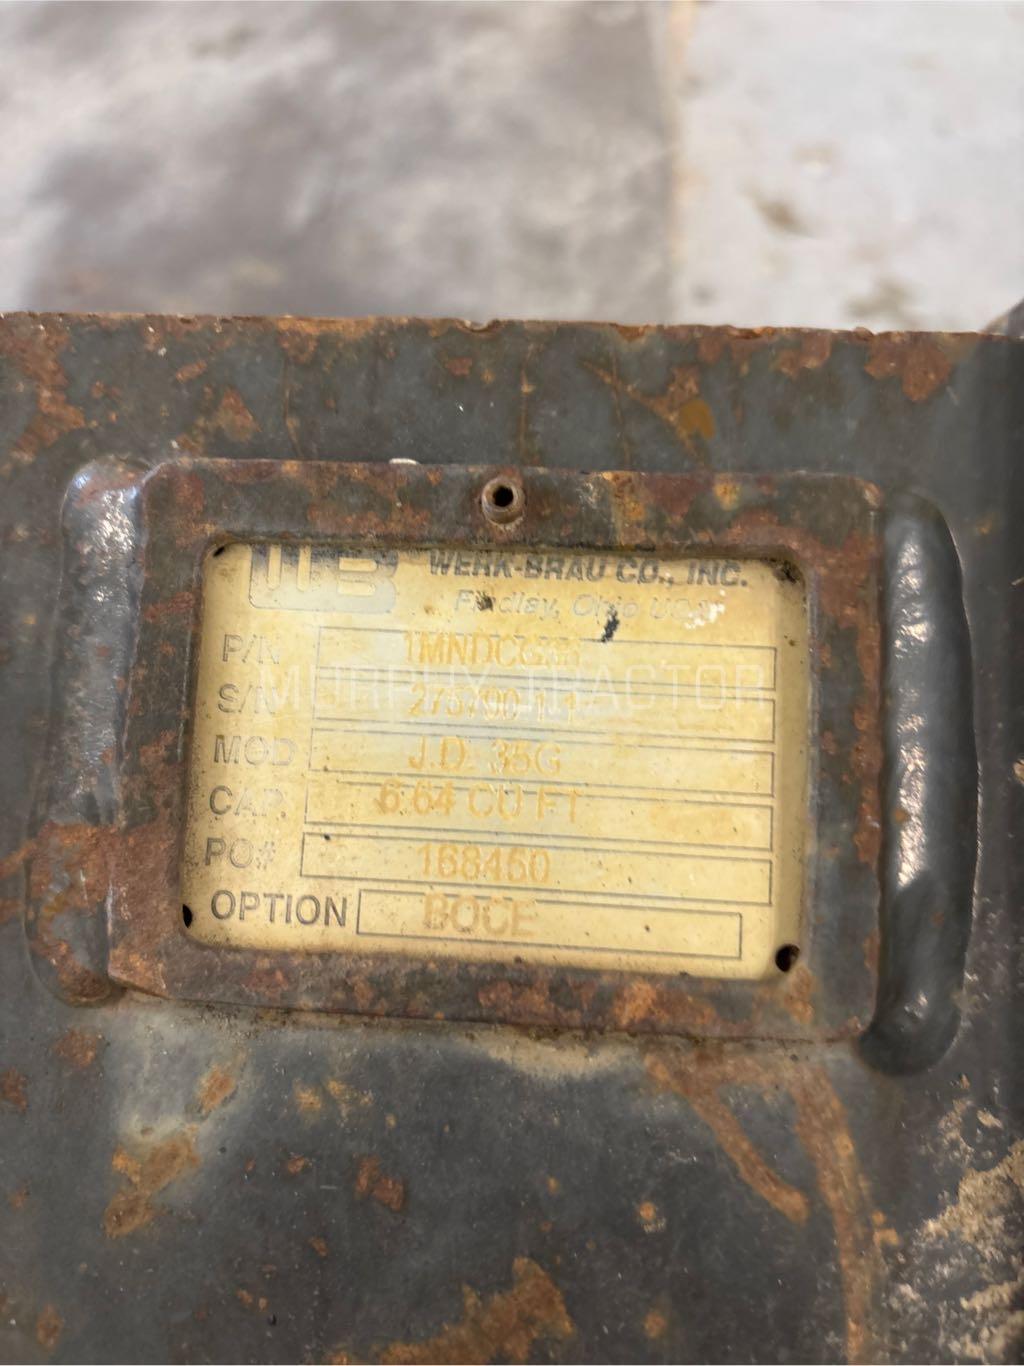 WB WERK-BRAU CO., INC.
Findlay, Ohio USA
P/N
MURPHY TRACTOR
S/N
MOD J.D. 35G
CAP. 6.64 CU FT
PO# 168460
OPTION BOCE